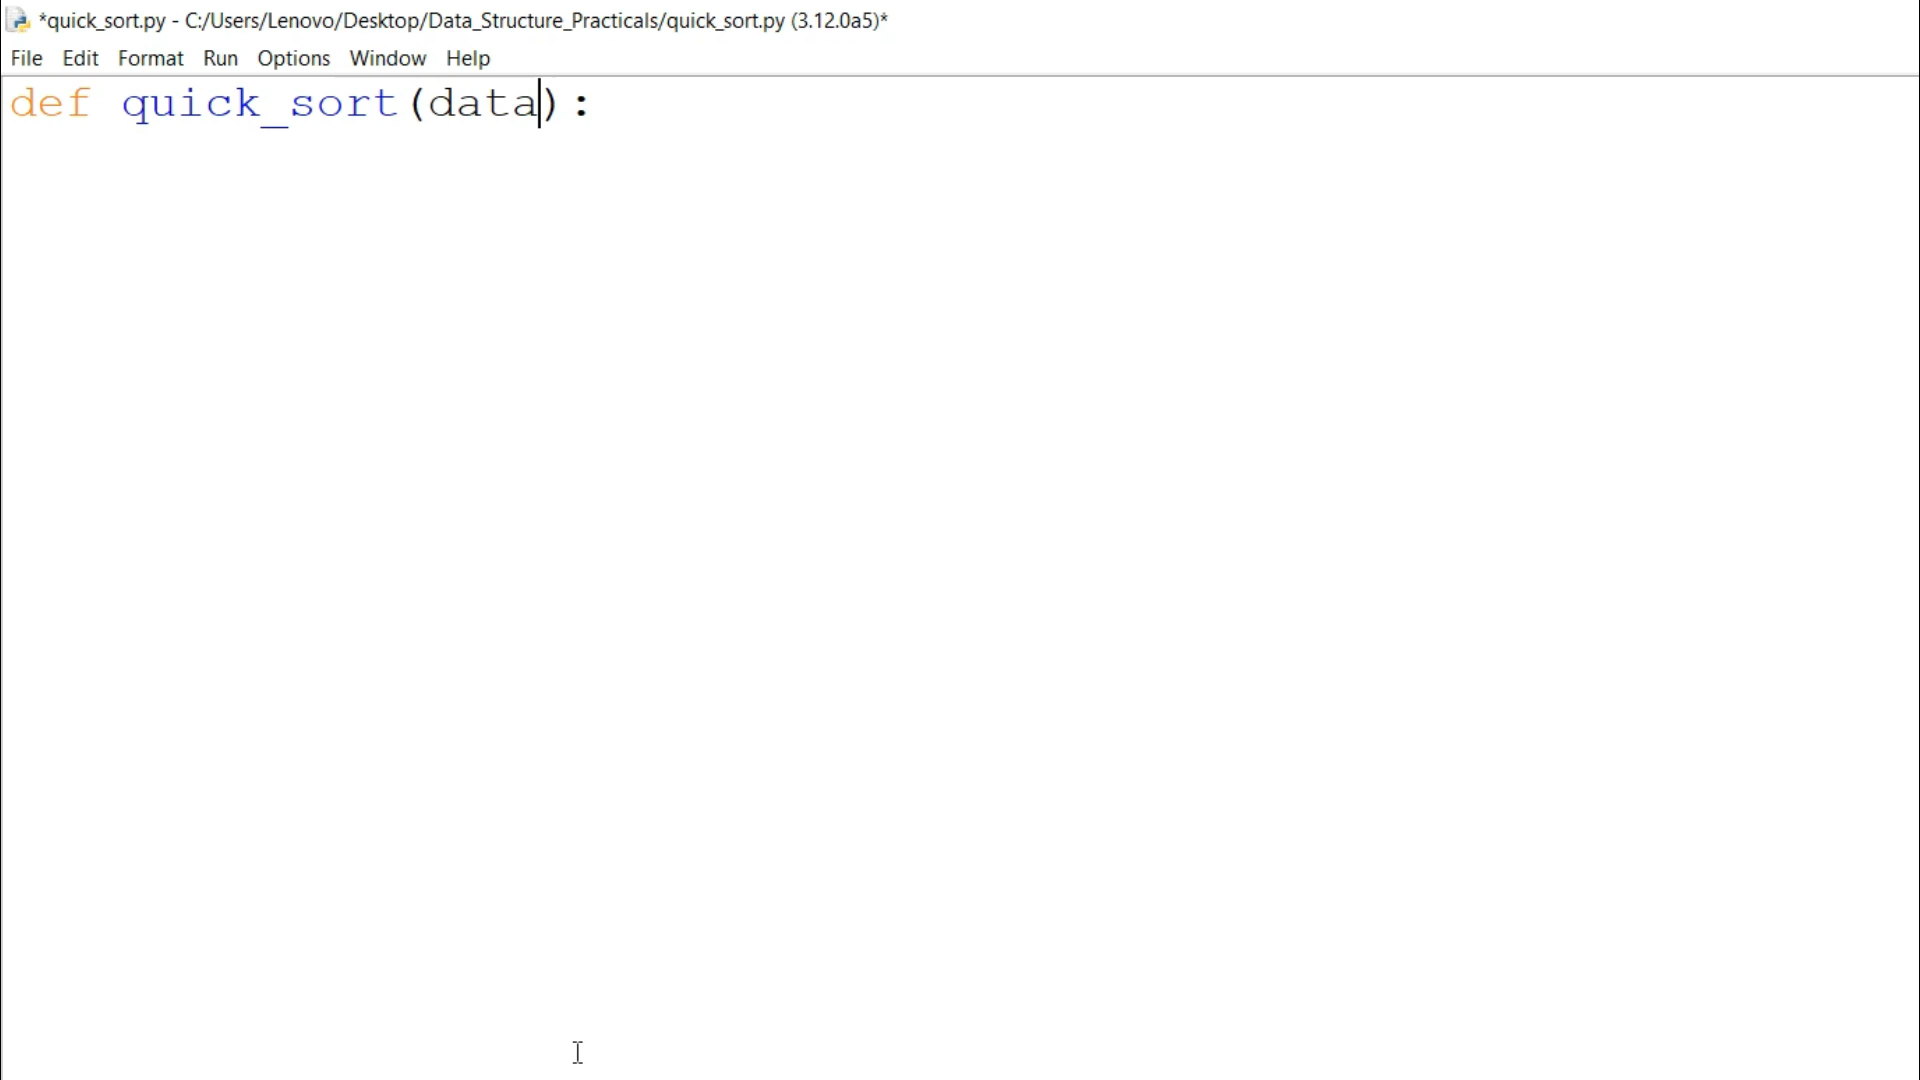 *quick_sort.py - C:/Users/Lenovo/Desktop/Data_Structure_Practicals/quick_sort.py (3.12.0a5)*
File Edit Format Run Options Window Help
def quick_sort(data):